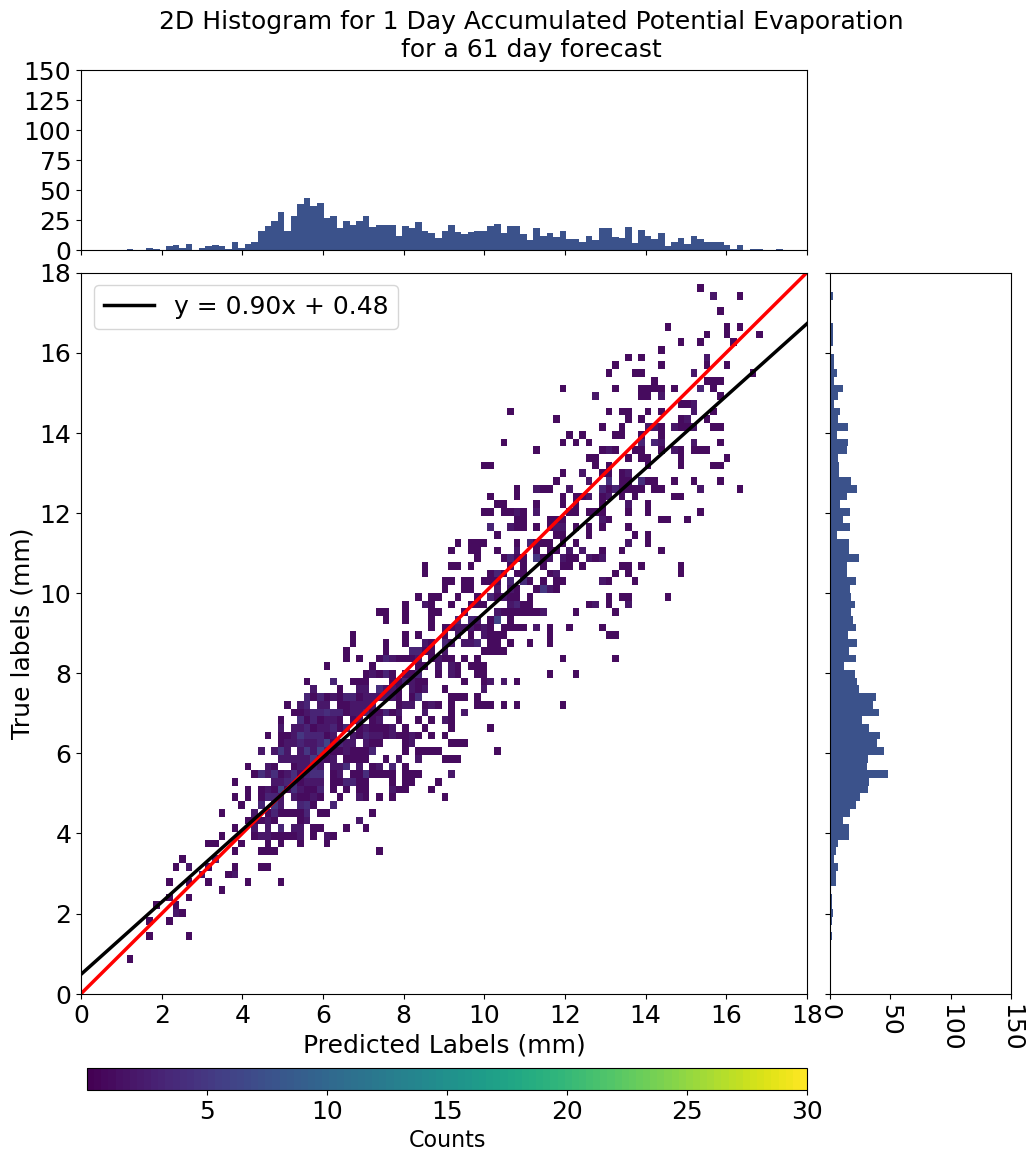 2D Histogram for 1 Day Accumulated Potential Evaporation
for a 61 day forecast
150
125
100
75
50
25
0
18
16
14
12
10
8
6
4
2
0
True labels (mm)
y = 0.90x + 0.48
0 2 4 6 8 10 12 14 16 18
Predicted Labels (mm)
0 50 100 150
5 10 15 20 25 30
Counts